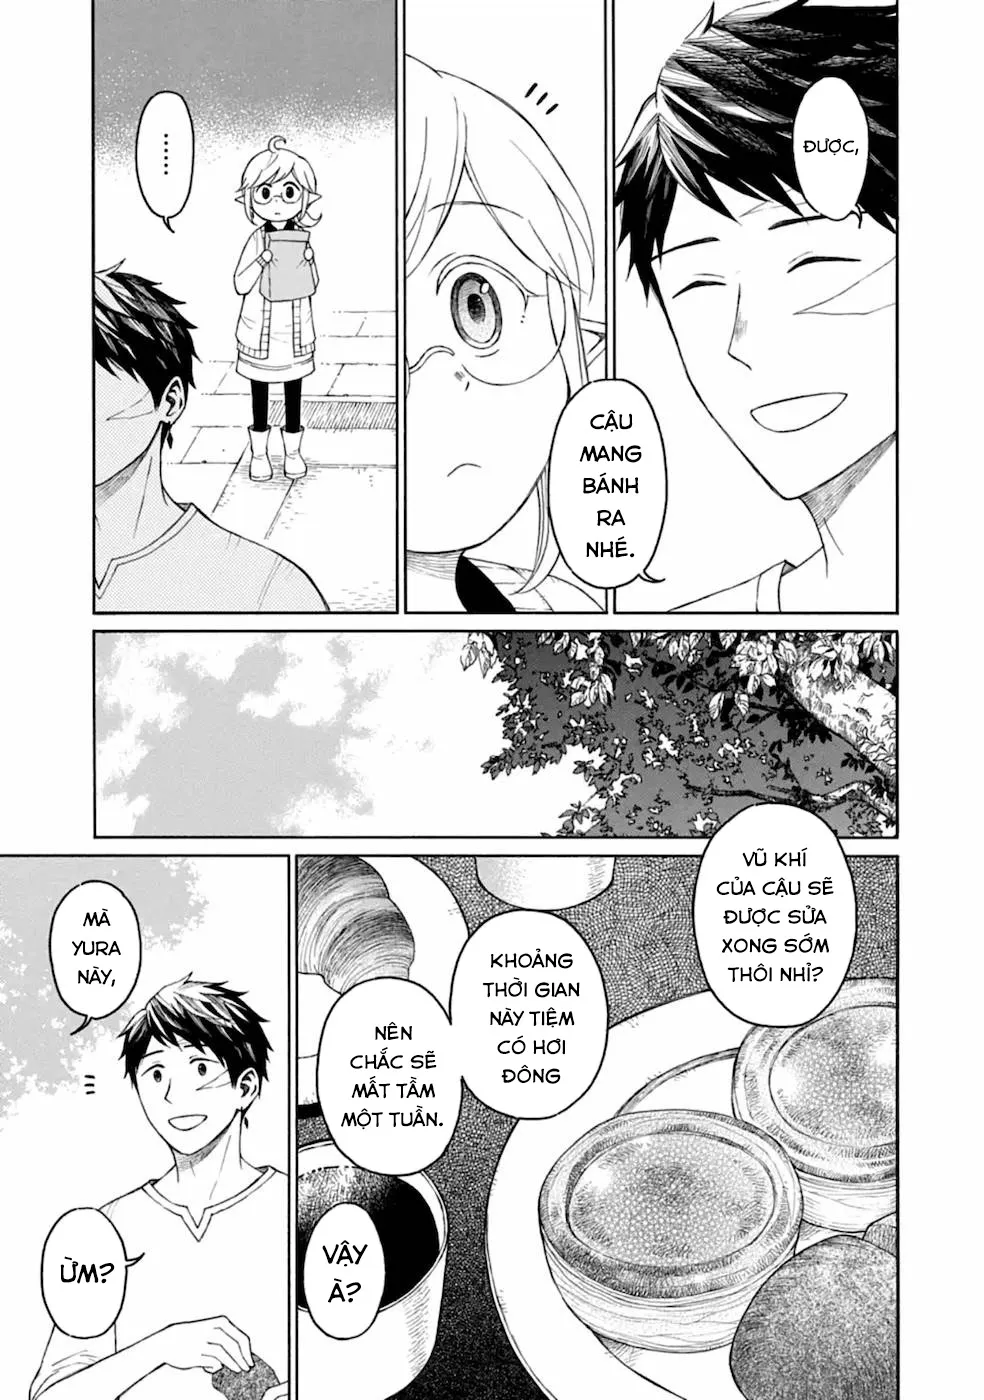 ĐƯỢC,
CẬU
MANG
BÁNH
RA
NHÉ.
........
VŨ KHÍ
CỦA CẬU SẼ
ĐƯỢC SỬA
XONG SỚM
THÔI NHỈ?
KHOẢNG
THỜI GIAN
NÀY TIỆM
CÓ HƠI
ĐÔNG
NÊN
CHẮC SẼ
MẤT TẦM
MỘT TUẦN.
VẬY
À?
MÀ
YURA
NÀY,
ỪM?